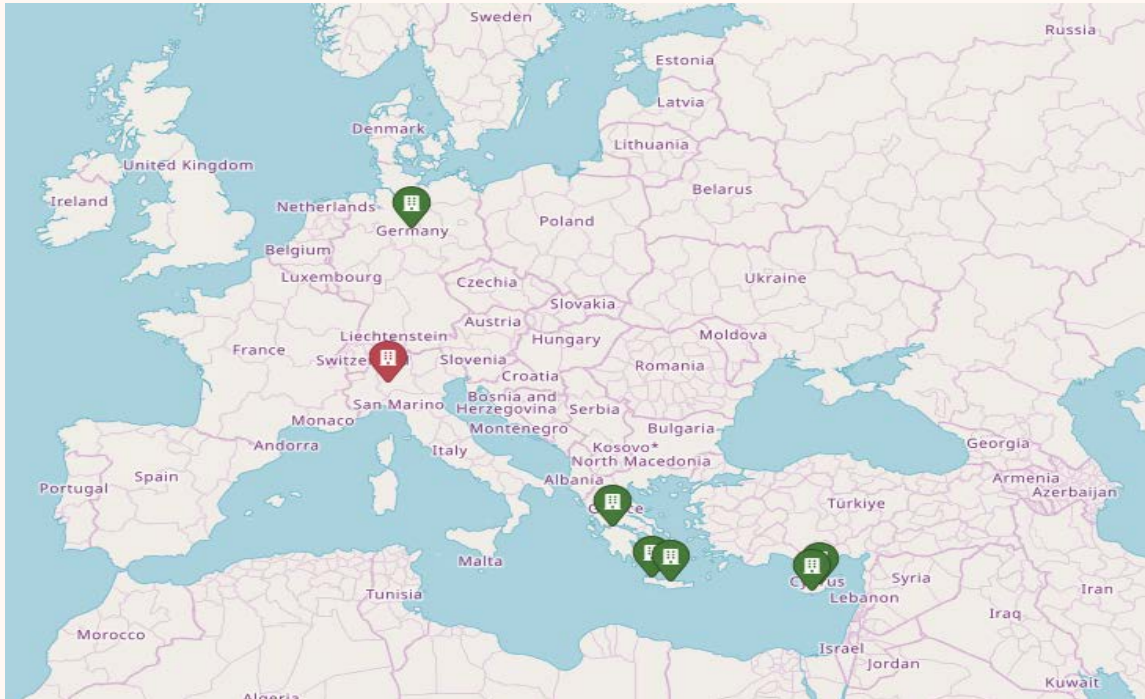 Sweden
Russia
Estonia
Latvia
Denmark
Lithuania
United Kingdom
Belarus
Ireland
Netherlands
Poland
Germany
Belgium
Ukraine
Luxembourg
Czechia
Slovakia
Austria
Moldova
Liechtenstein
Hungary
France
Slovenia
Romania
Croatia
Bosnia and
Herzegovina
San Marino
Serbia
Monaco
Montenegro
Bulgaria
Andorra
Italy
Kosovo*
Georgia
North Macedonia
Spain
Albania
Armenia
Portugal
Azerbaijan
Türkiye
Malta
Syria
Iran
Tunisia
Lebanon
Iraq
Morocco
Israel
Jordan
Kuwait